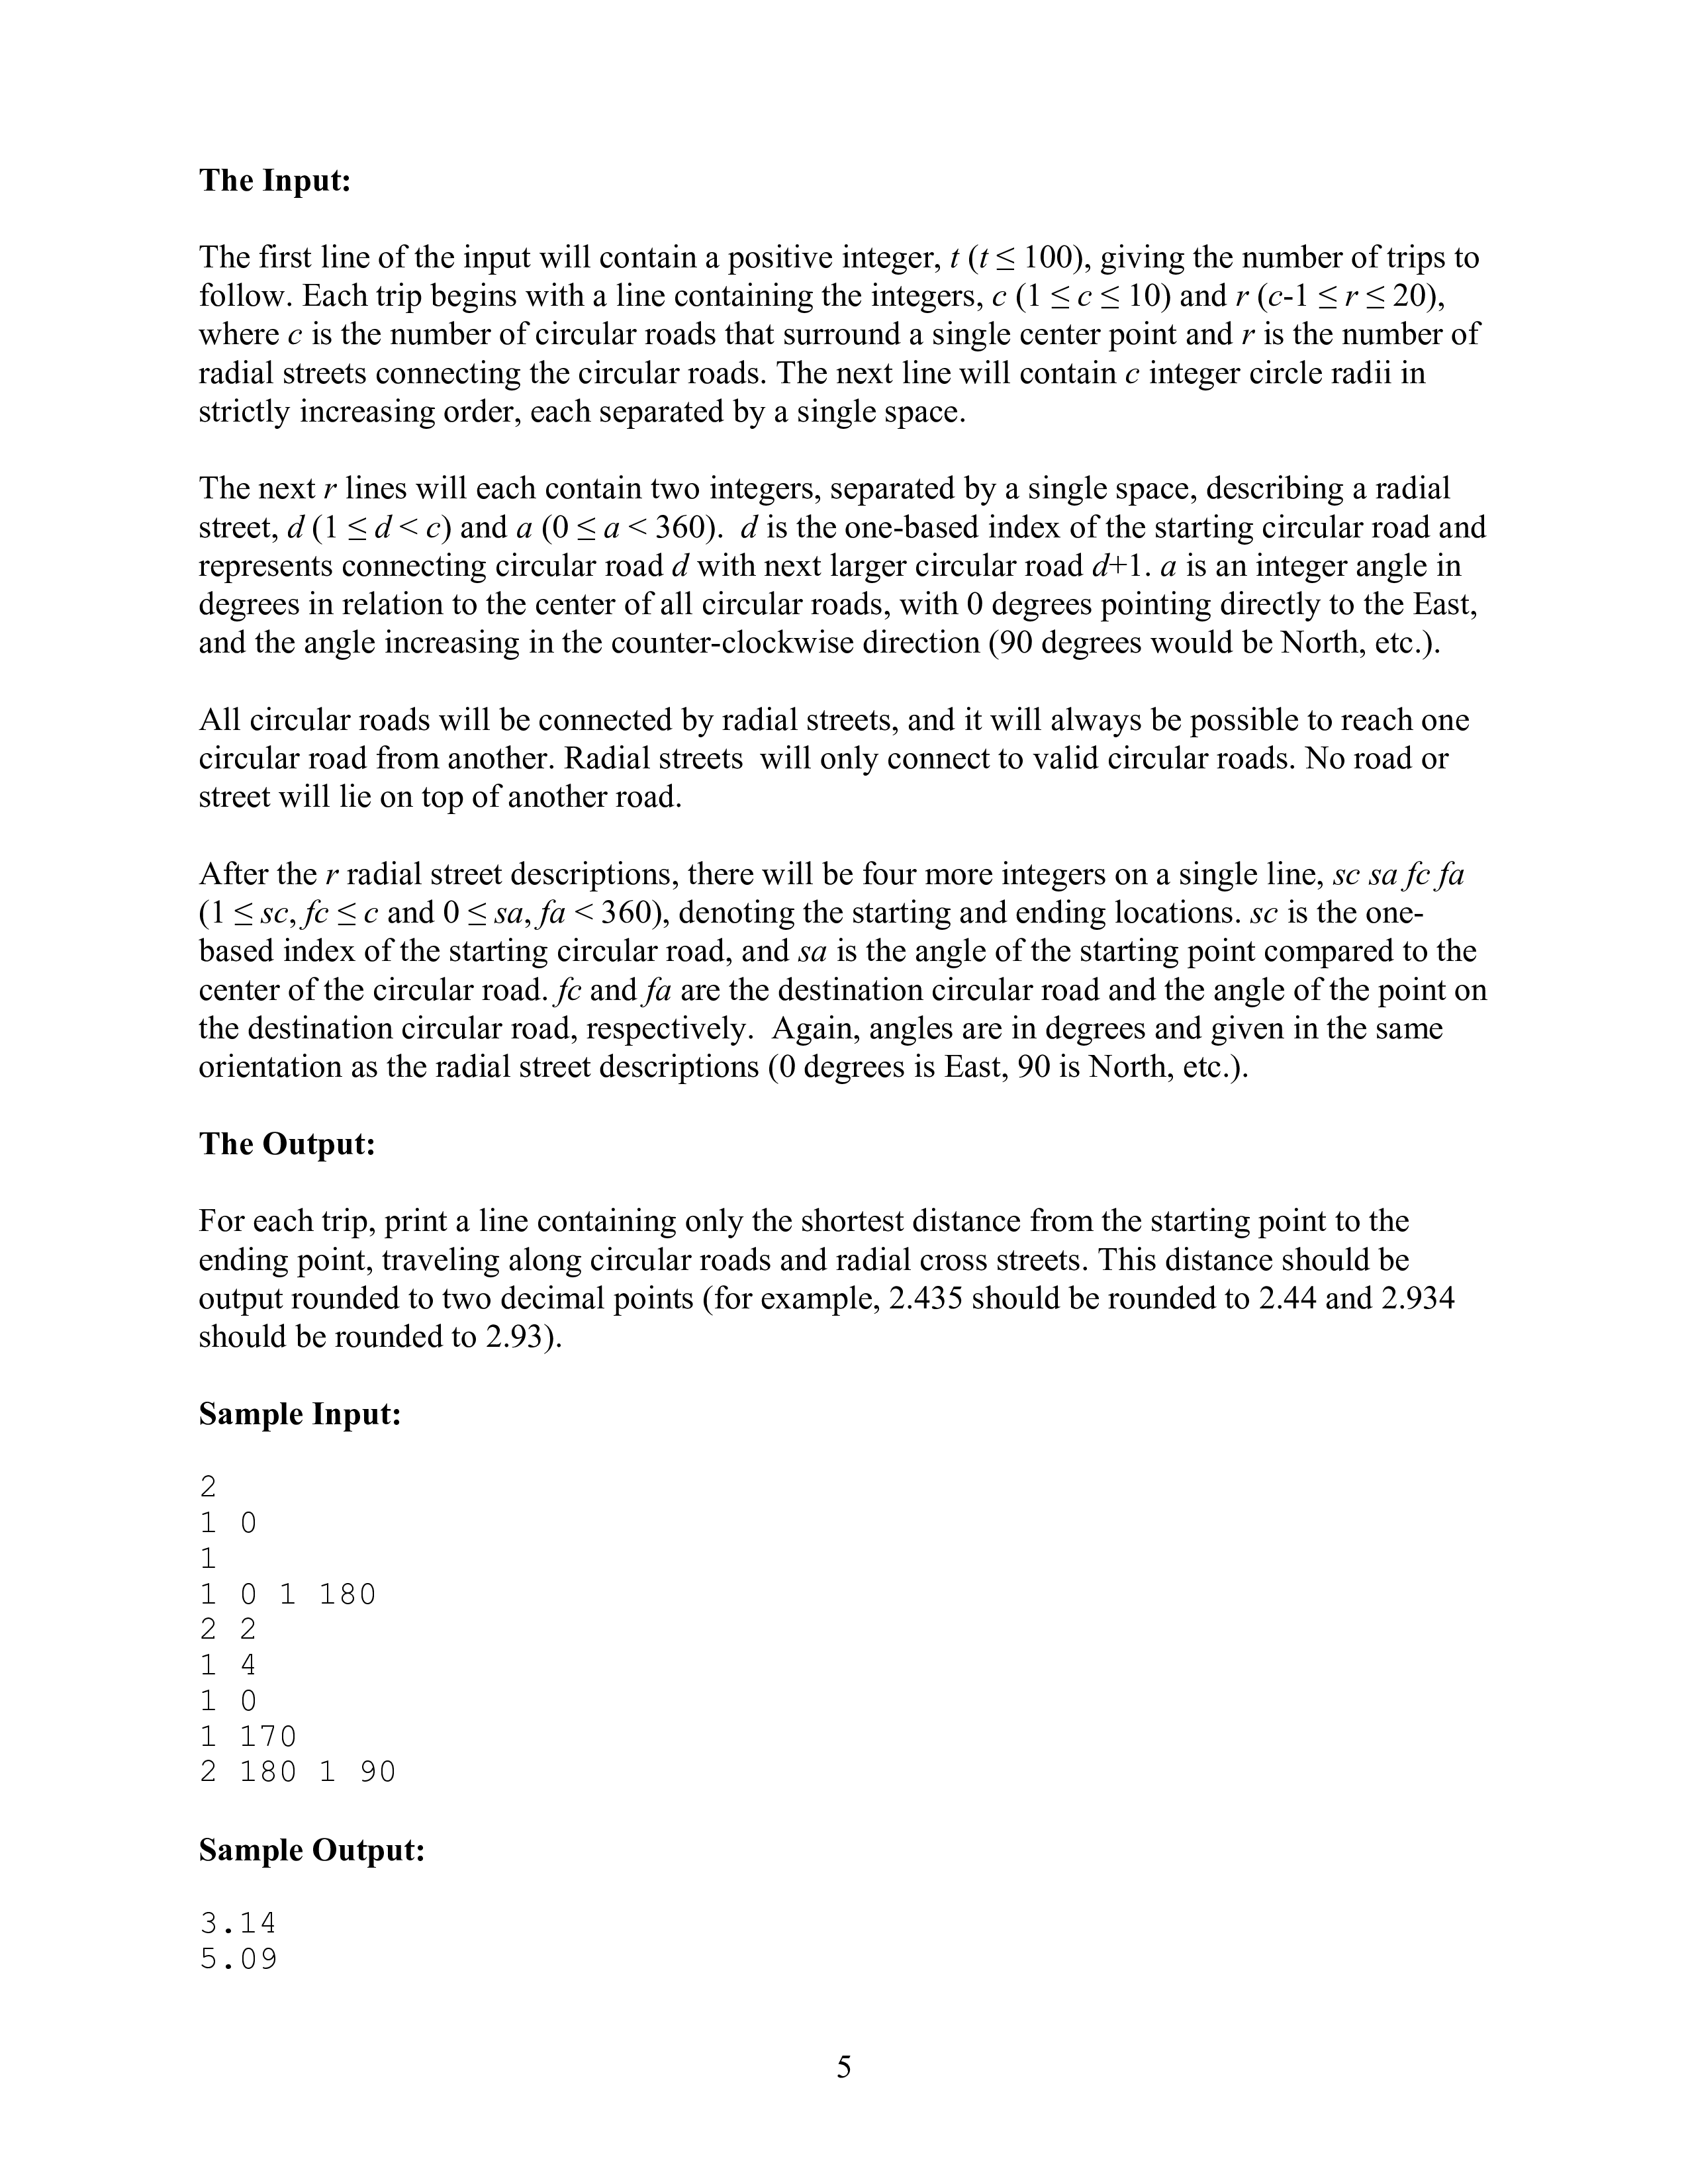 The Input:
The first line of the input will contain a positive integer, t (t ≤ 100), giving the number of trips to
follow. Each trip begins with a line containing the integers, c (1 ≤ c ≤ 10) and r (c-1 ≤ r ≤ 20),
where c is the number of circular roads that surround a single center point and r is the number of
radial streets connecting the circular roads. The next line will contain c integer circle radii in
strictly increasing order, each separated by a single space.
The next r lines will each contain two integers, separated by a single space, describing a radial
street, d (1 ≤ d < c) and a (0 ≤ a < 360).  d is the one-based index of the starting circular road and
represents connecting circular road d with next larger circular road d+1. a is an integer angle in
degrees in relation to the center of all circular roads, with 0 degrees pointing directly to the East,
and the angle increasing in the counter-clockwise direction (90 degrees would be North, etc.).
All circular roads will be connected by radial streets, and it will always be possible to reach one
circular road from another. Radial streets  will only connect to valid circular roads. No road or
street will lie on top of another road.
After the r radial street descriptions, there will be four more integers on a single line, sc sa fc fa
(1 ≤ sc, fc ≤ c and 0 ≤ sa, fa < 360), denoting the starting and ending locations. sc is the one-
based index of the starting circular road, and sa is the angle of the starting point compared to the
center of the circular road. fc and fa are the destination circular road and the angle of the point on
the destination circular road, respectively.  Again, angles are in degrees and given in the same
orientation as the radial street descriptions (0 degrees is East, 90 is North, etc.).
The Output:
For each trip, print a line containing only the shortest distance from the starting point to the
ending point, traveling along circular roads and radial cross streets. This distance should be
output rounded to two decimal points (for example, 2.435 should be rounded to 2.44 and 2.934
should be rounded to 2.93).
Sample Input:
2
1 0
1
1 0 1 180
2 2
1 4
1 0
1 170
2 180 1 90
Sample Output:
3.14
5.09
5